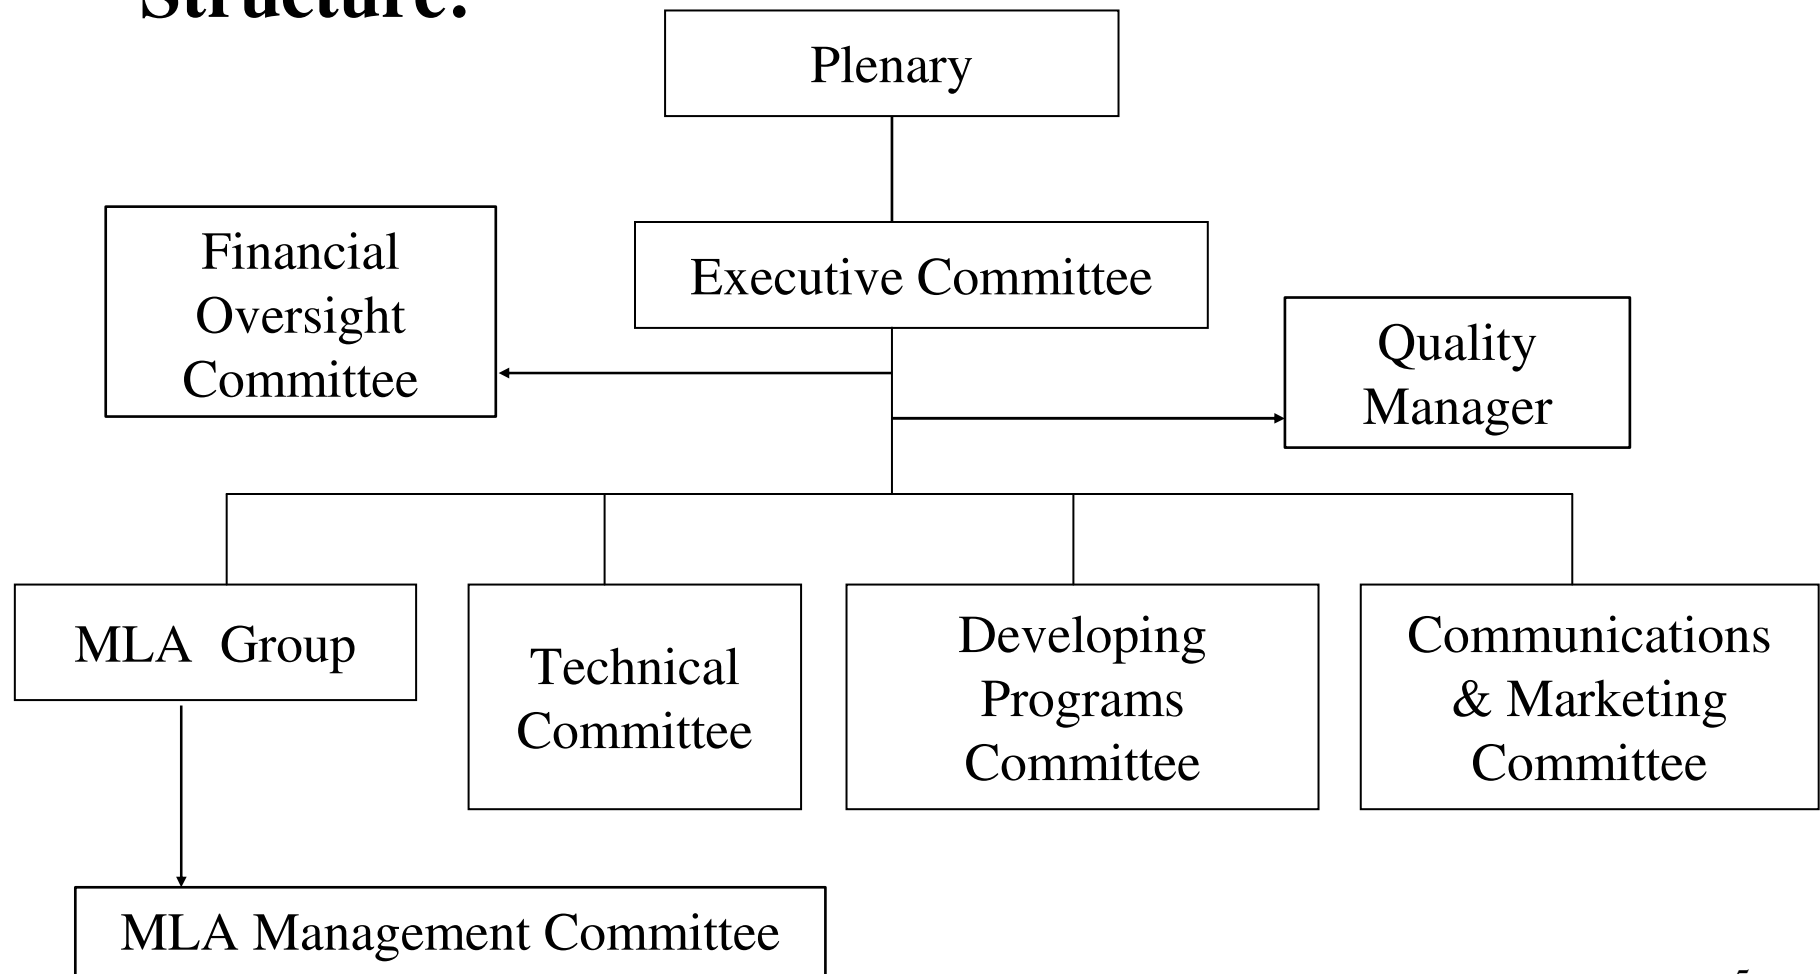 Structure:
Plenary
Financial
Oversight
Committee
Executive Committee
Quality
Manager
MLA  Group
Technical
Committee
Developing
Programs
Committee
Communications
& Marketing
Committee
MLA Management Committee